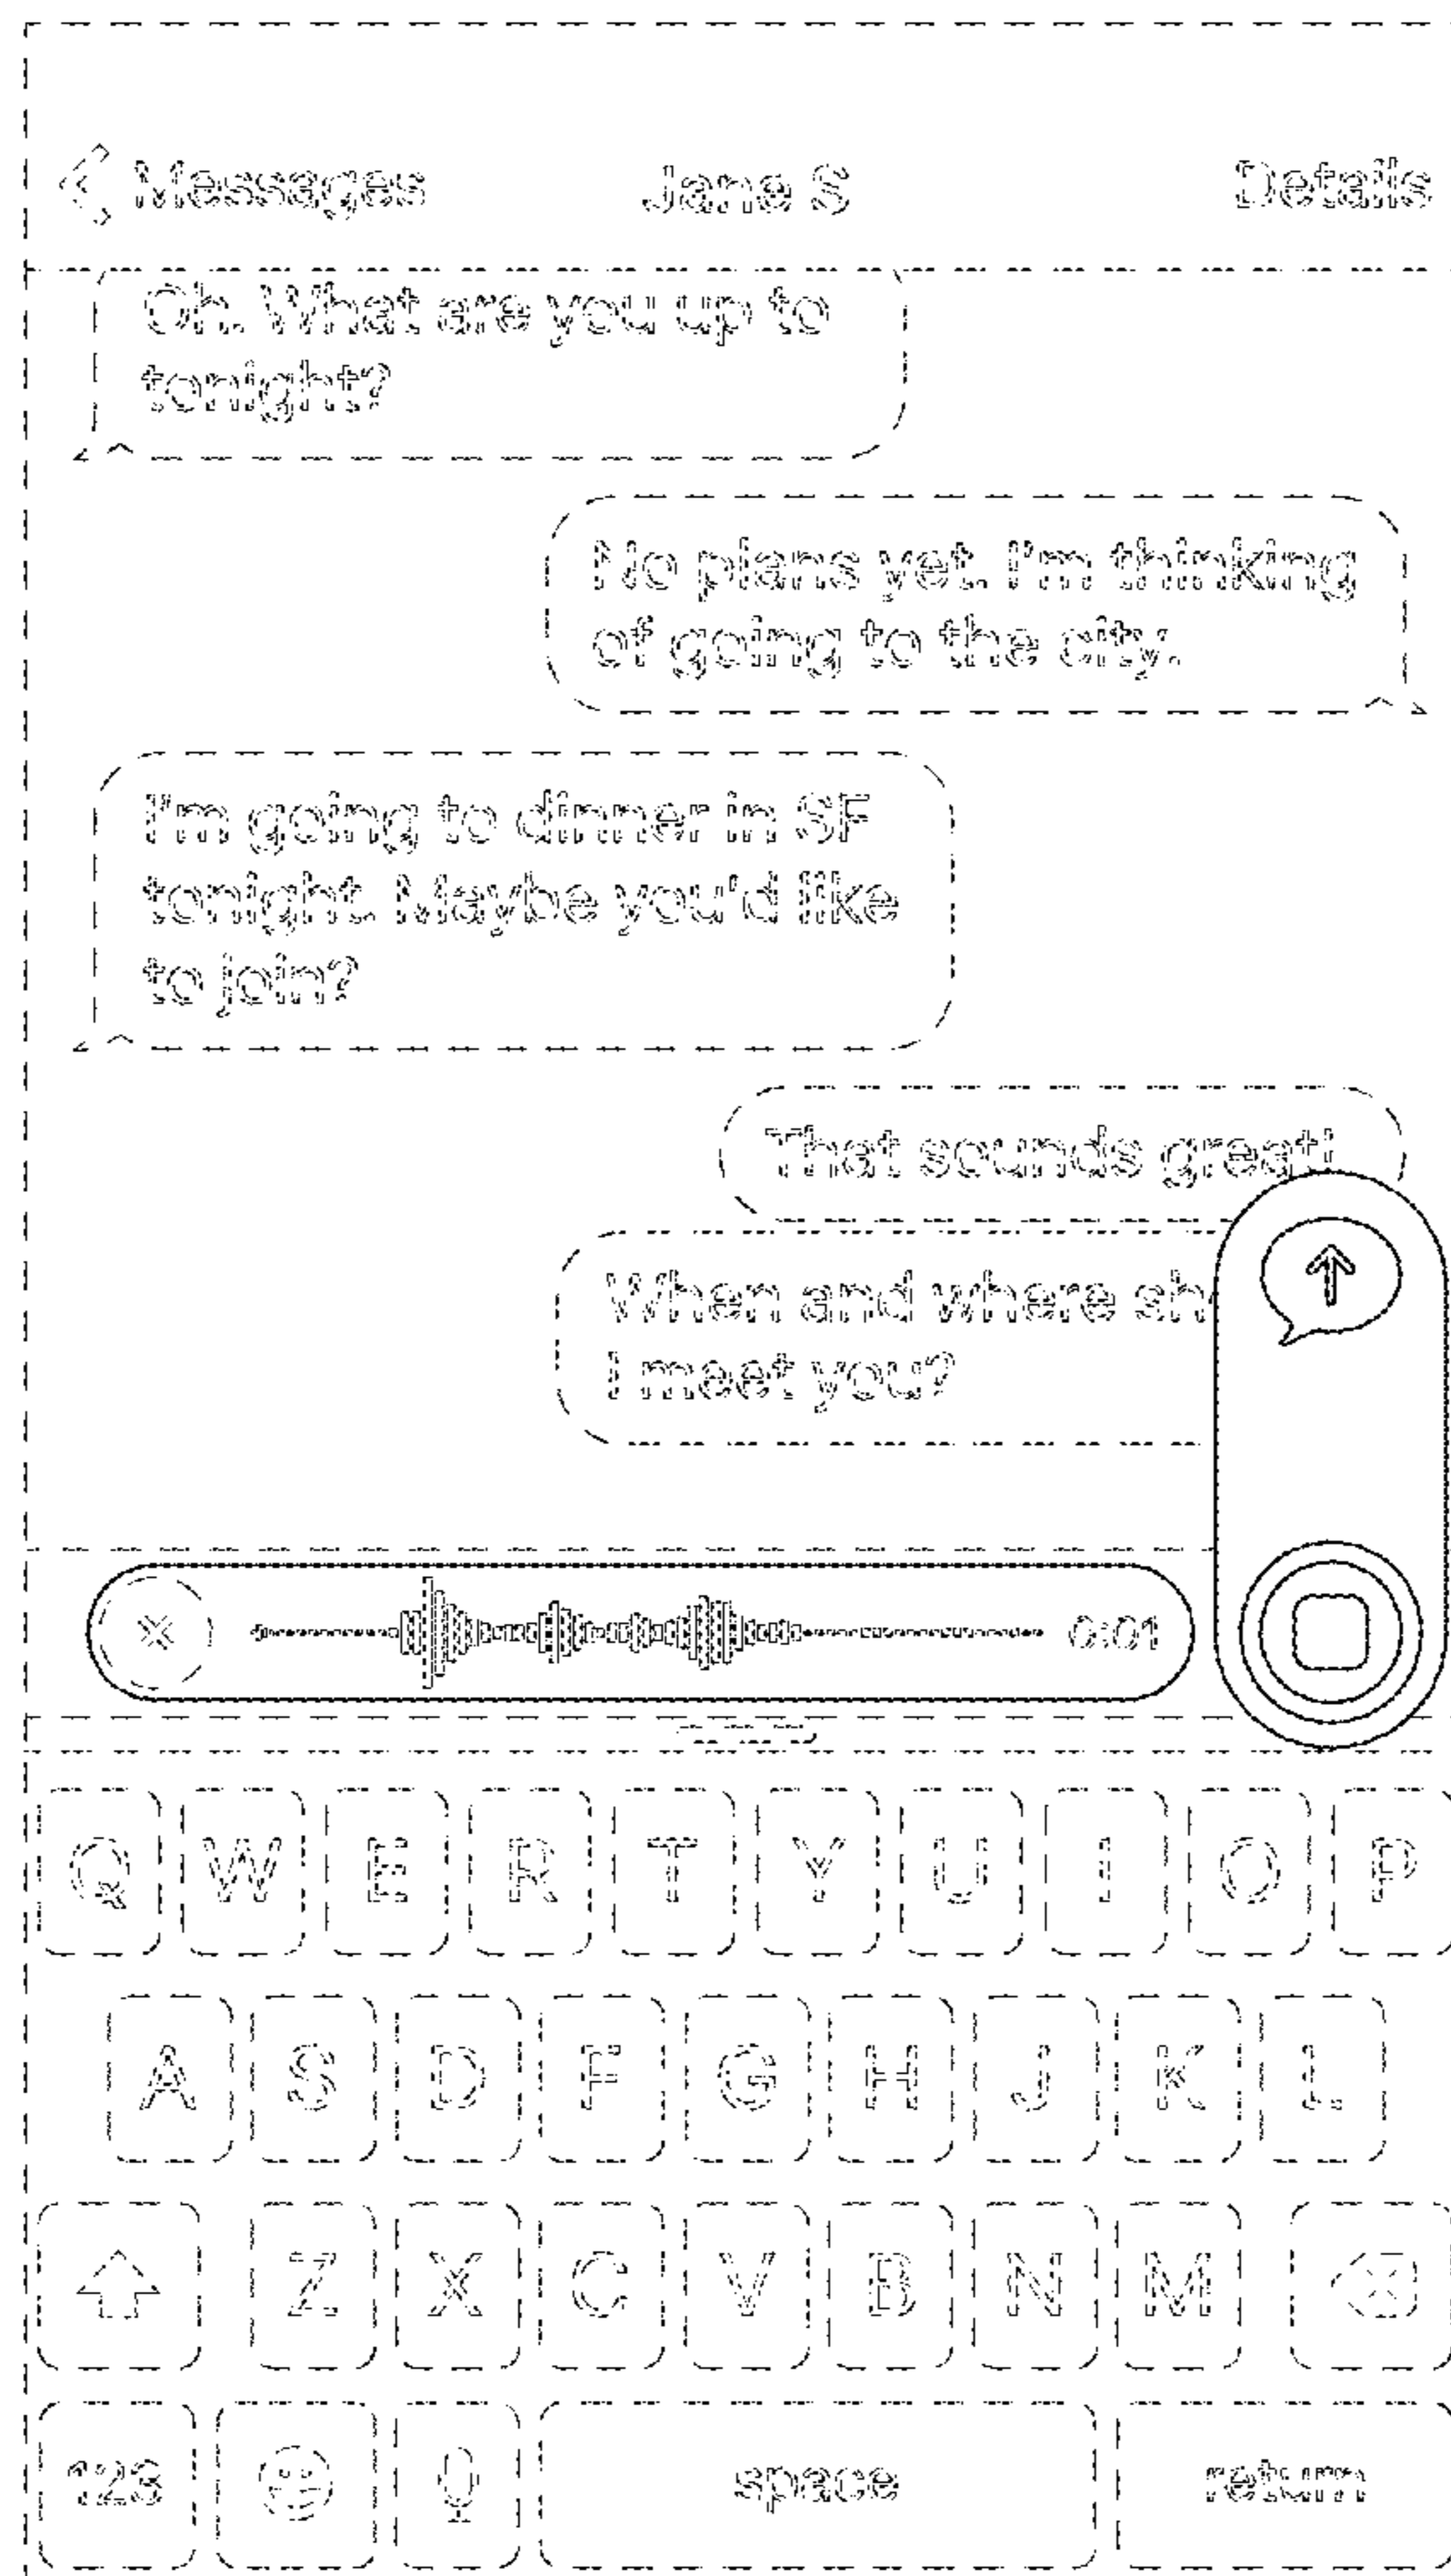 Messages Jane S Details
Oh. What are you up to
tonight?
No plans yet. I'm thinking
of going to the city.
I'm going to dinner in SF
tonight. Maybe you'd like
to join?
That sounds great!
When and where sh
I meet you?
0:01
Q W E R T Y U I O P
A S D F G H J K L
Z X C V B N M
123 space return